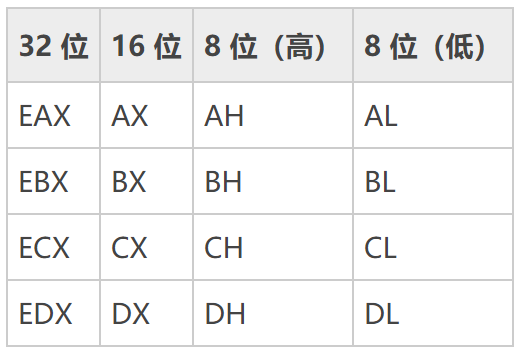 32 位 16 位 8 位（高） 8 位（低）
EAX AX AH AL
EBX BX BH BL
ECX CX CH CL
EDX DX DH DL